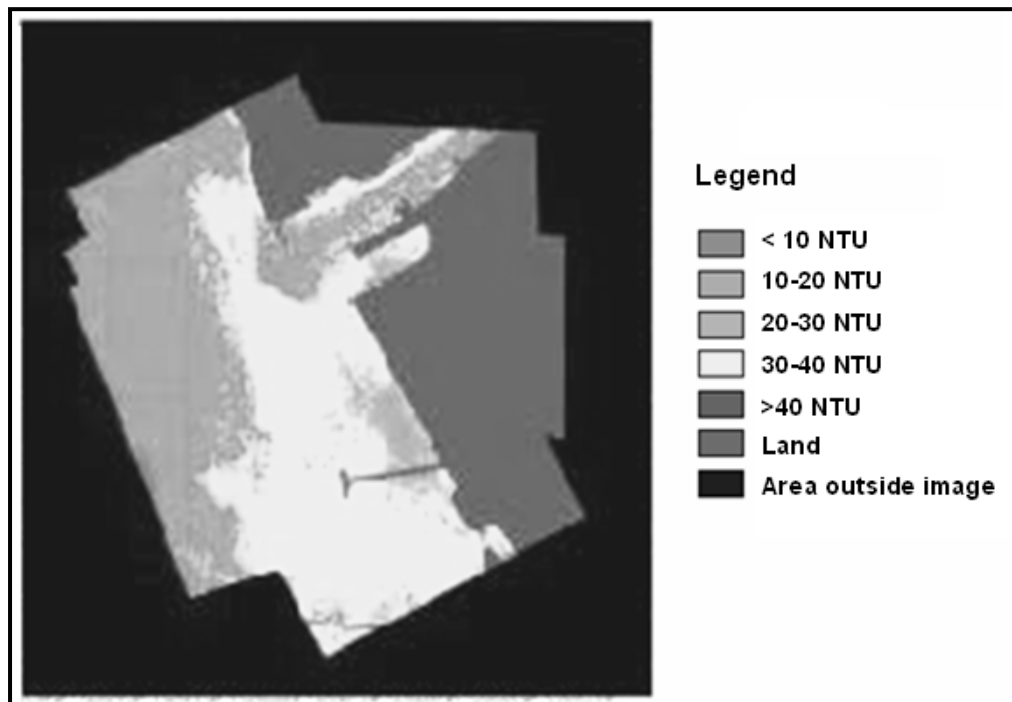 Legend
< 10 NTU
10-20 NTU
20-30 NTU
30-40 NTU
>40 NTU
Land
Area outside image